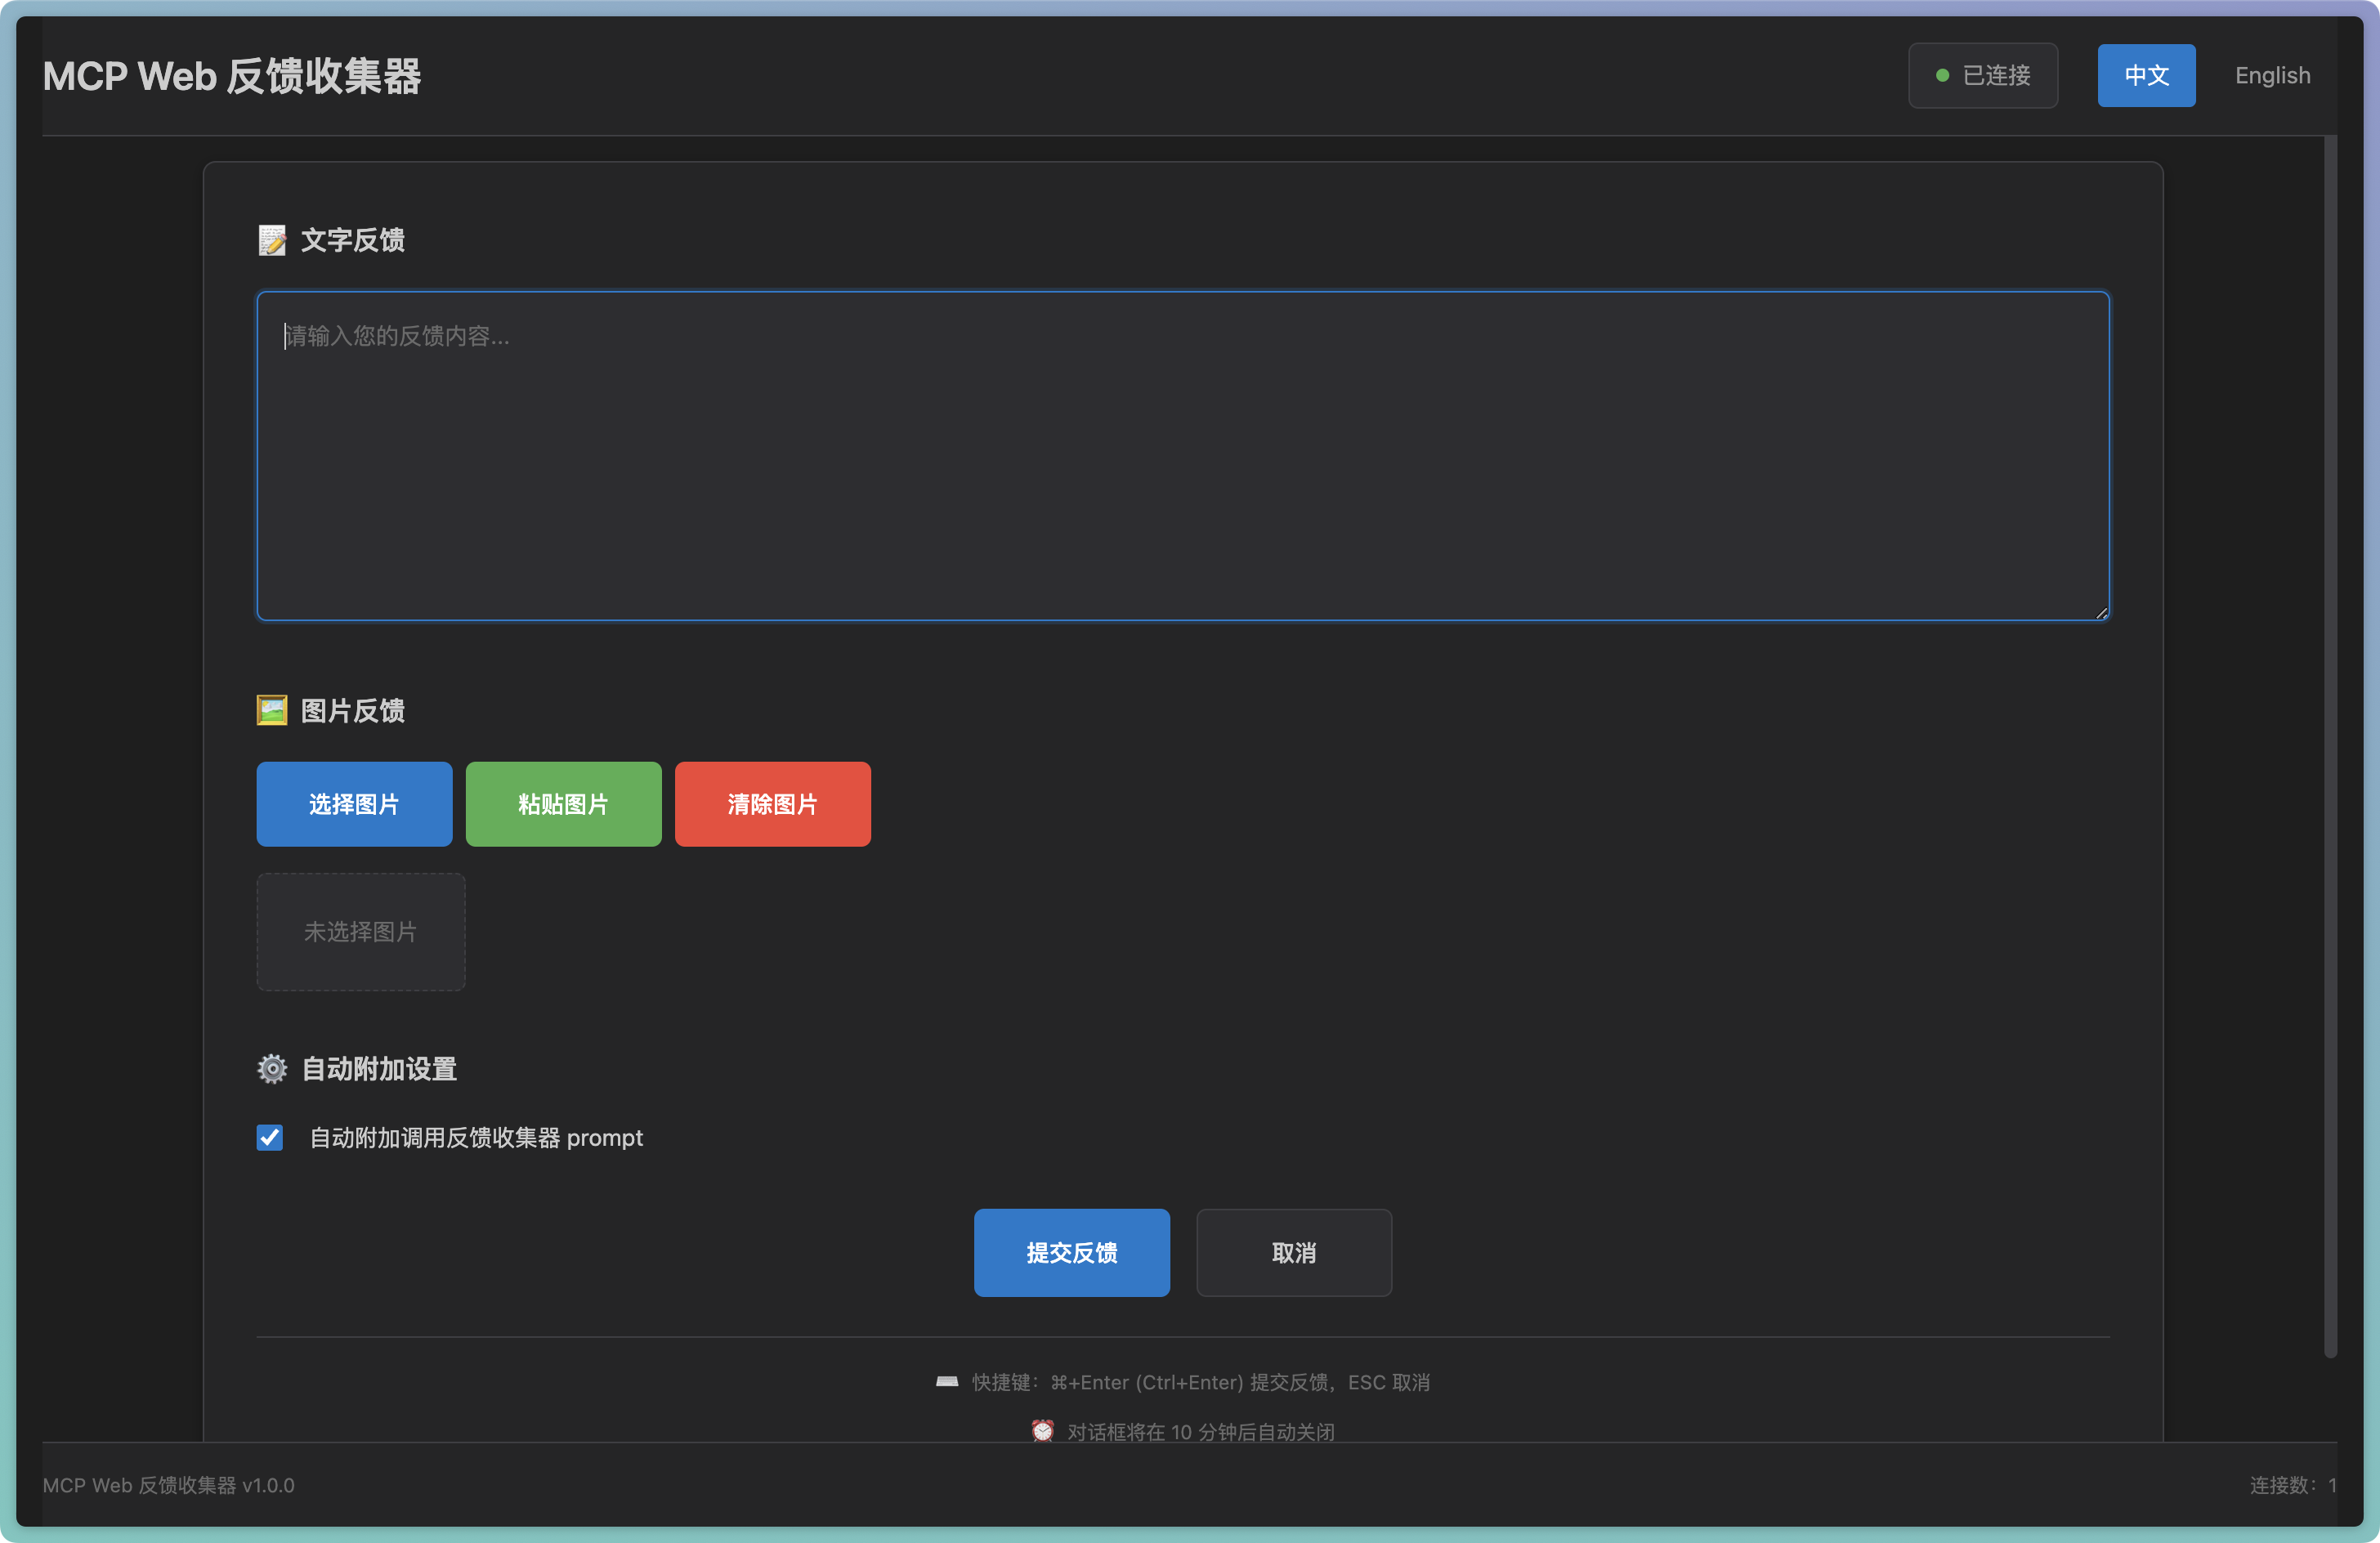 MCP Web 反馈收集器
已连接
中文
English
文字反馈
请输入您的反馈内容...
图片反馈
选择图片
粘贴图片
清除图片
未选择图片
自动附加设置
自动附加调用反馈收集器 prompt
提交反馈
取消
快捷键：⌘+Enter (Ctrl+Enter) 提交反馈，ESC 取消
对话框将在 10 分钟后自动关闭
MCP Web 反馈收集器 v1.0.0
连接数：1